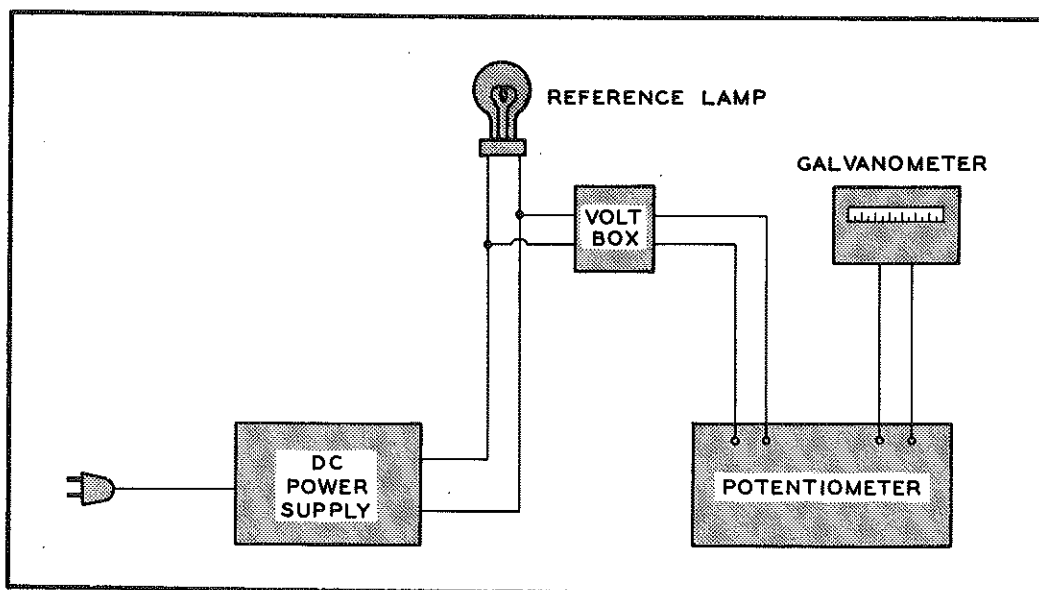 REFERENCE LAMP
GALVANOMETER
VOLT
BOX
DC
POWER
SUPPLY
POTENTIOMETER